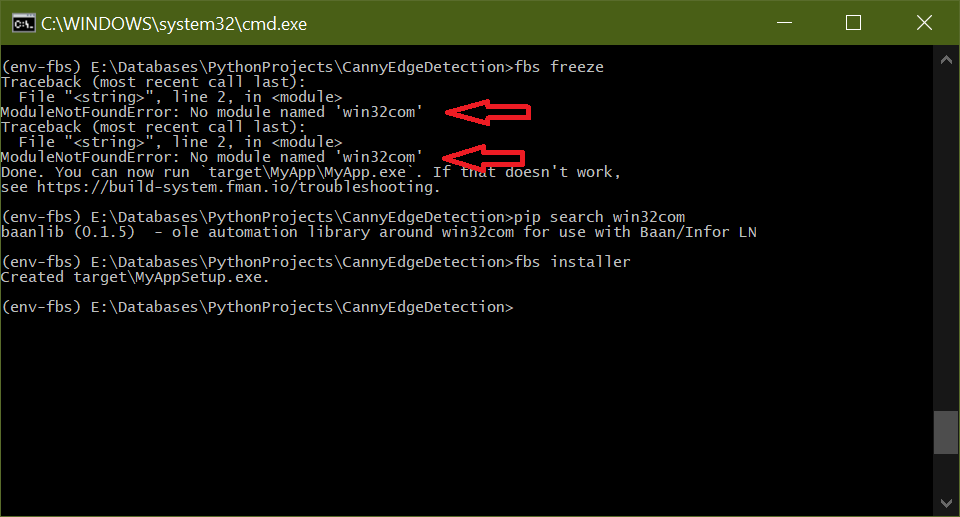 C:\WINDOWS\system32\cmd.exe
(env-fbs) E:\Databases\PythonProjects\CannyEdgeDetection>fbs freeze
Traceback (most recent call last):
  File "<string>", line 2, in <module>
ModuleNotFoundError: No module named 'win32com'
Traceback (most recent call last):
  File "<string>", line 2, in <module>
ModuleNotFoundError: No module named 'win32com'
Done. You can now run `target\MyApp\MyApp.exe`. If that doesn't work,
see https://build-system.fman.io/troubleshooting.
(env-fbs) E:\Databases\PythonProjects\CannyEdgeDetection>pip search win32com
baanlib (0.1.5)  - ole automation library around win32com for use with Baan/Infor LN
(env-fbs) E:\Databases\PythonProjects\CannyEdgeDetection>fbs installer
Created target\MyAppSetup.exe.
(env-fbs) E:\Databases\PythonProjects\CannyEdgeDetection>